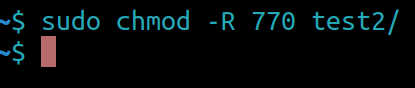 ~$ sudo chmod -R 770 test2/
~$